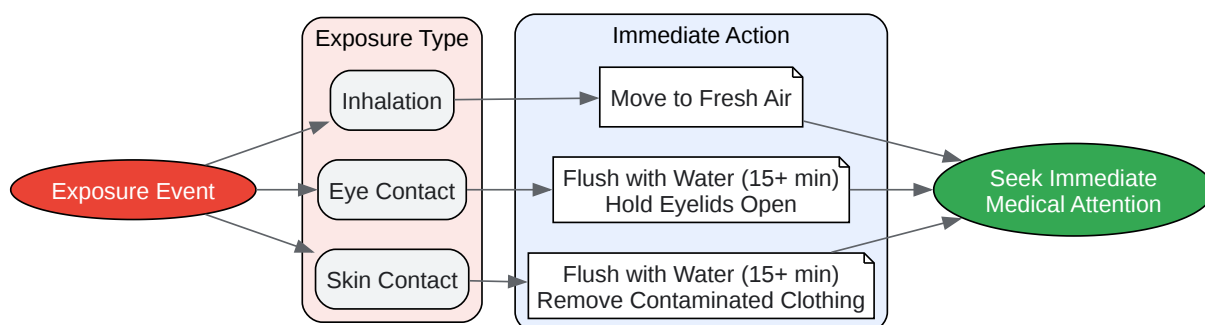 Exposure Type
Immediate Action
Inhalation
Move to Fresh Air
Exposure Event
Eye Contact
Flush with Water (15+ min)
Hold Eyelids Open
Seek Immediate
Medical Attention
Skin Contact
Flush with Water (15+ min)
Remove Contaminated Clothing